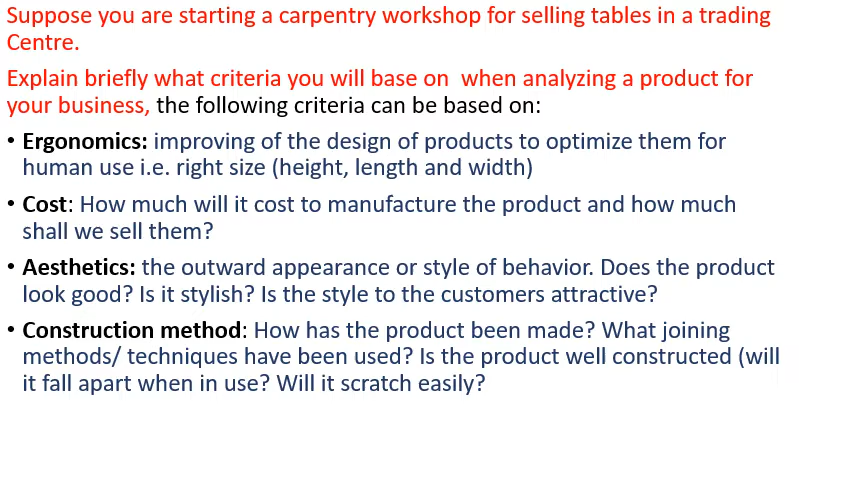 Suppose you are starting a carpentry workshop for selling tables in a trading
Centre.
Explain briefly what criteria you will base on  when analyzing a product for
your business, the following criteria can be based on:
• Ergonomics: improving of the design of products to optimize them for
human use i.e. right size (height, length and width)
• Cost: How much will it cost to manufacture the product and how much
shall we sell them?
• Aesthetics: the outward appearance or style of behavior. Does the product
look good? Is it stylish? Is the style to the customers attractive?
• Construction method: How has the product been made? What joining
methods/ techniques have been used? Is the product well constructed (will
it fall apart when in use? Will it scratch easily?